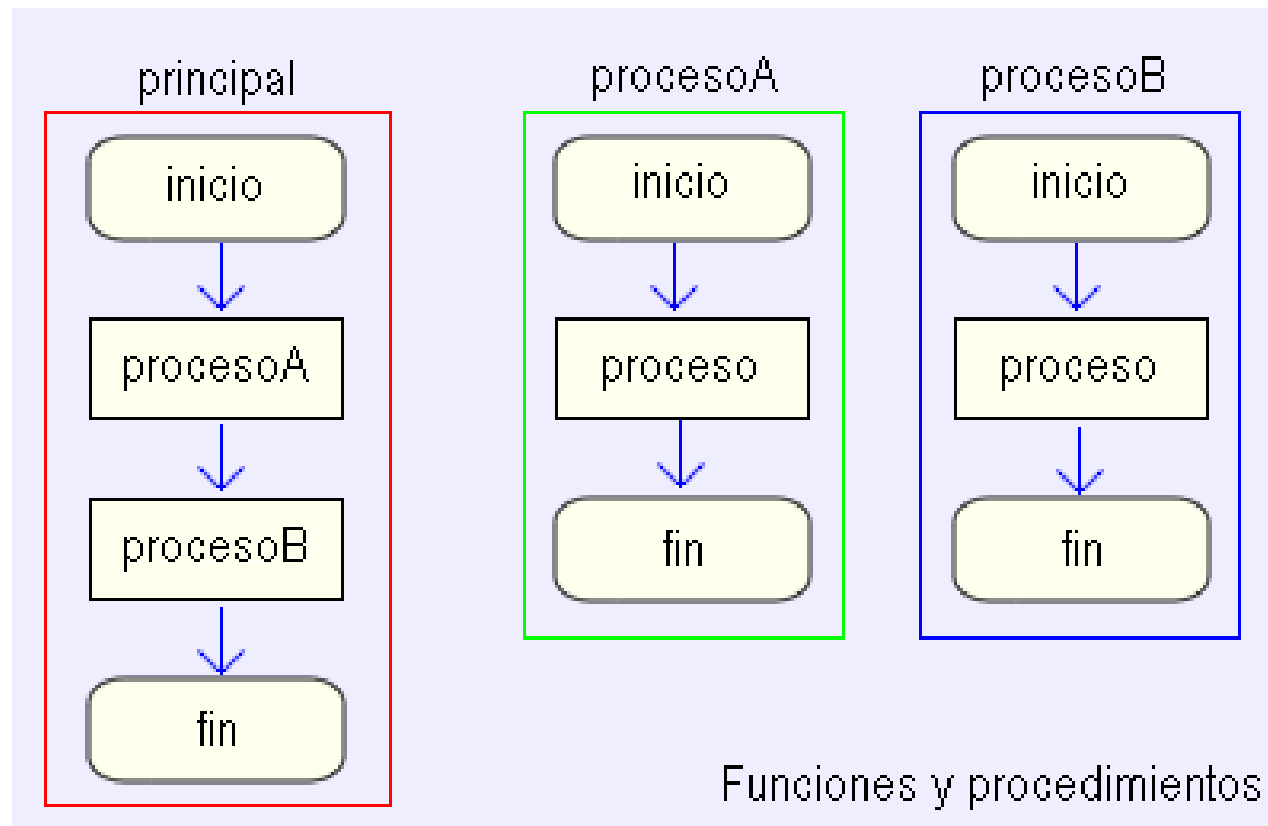 principal
inicio
procesoA
procesoB
fin
procesoA
inicio
proceso
fin
procesoB
inicio
proceso
fin
Funciones y procedimientos